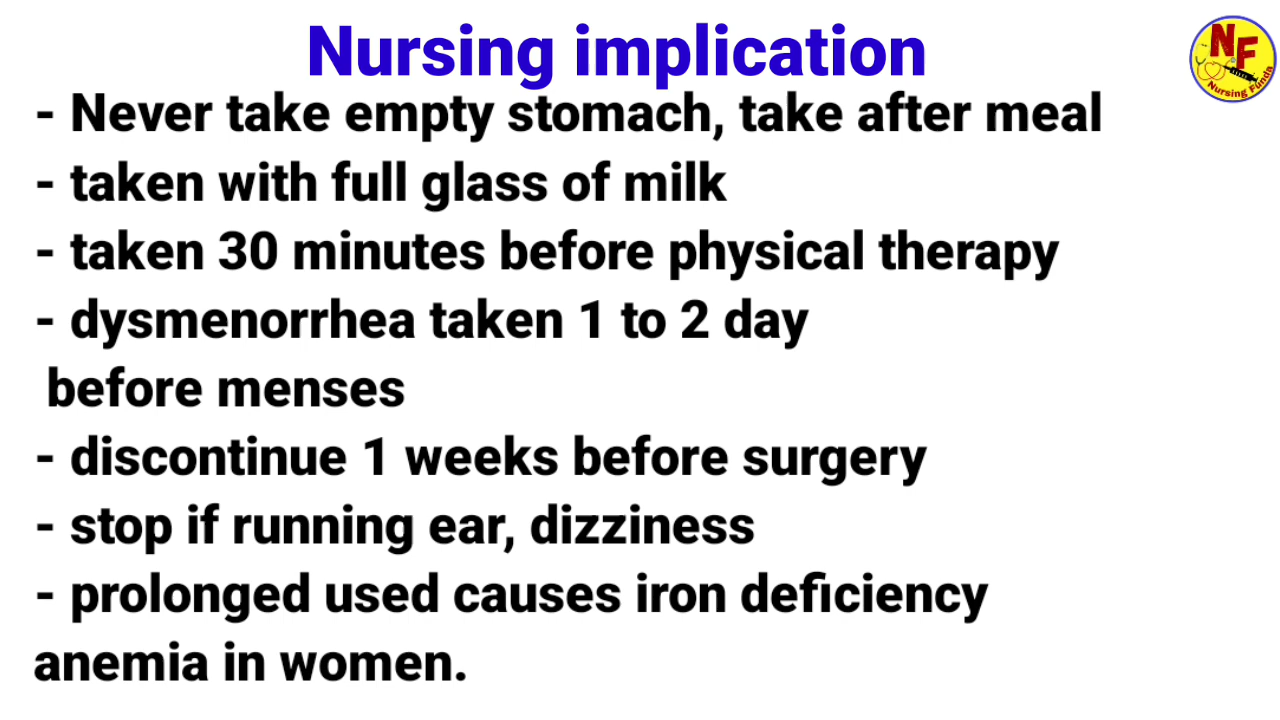 Nursing implication
NF
Nursing Funda
- Never take empty stomach, take after meal
- taken with full glass of milk
- taken 30 minutes before physical therapy
- dysmenorrhea taken 1 to 2 day
before menses
- discontinue 1 weeks before surgery
- stop if running ear, dizziness
- prolonged used causes iron deficiency
anemia in women.